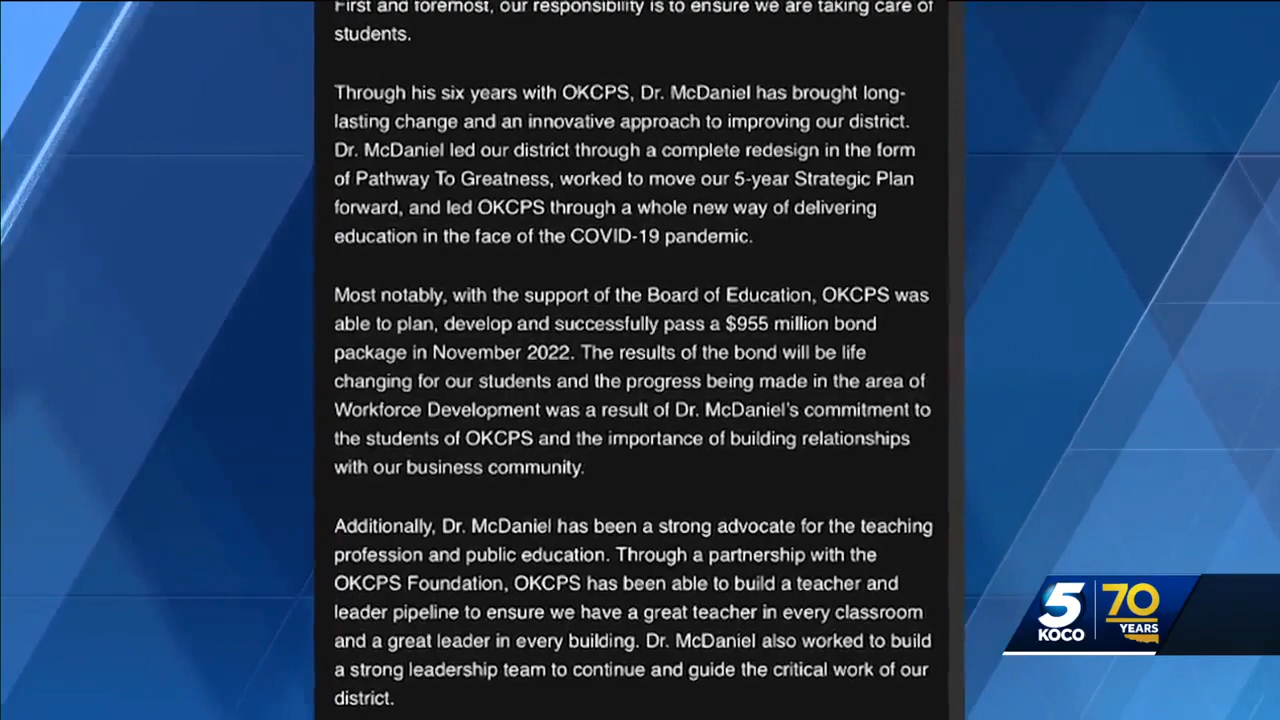 First and foremost, our responsibility is to ensure we are taking care of
students.
Through his six years with OKCPS, Dr. McDaniel has brought long-
lasting change and an innovative approach to improving our district.
Dr. McDaniel led our district through a complete redesign in the form
of Pathway To Greatness, worked to move our 5-year Strategic Plan
forward, and led OKCPS through a whole new way of delivering
education in the face of the COVID-19 pandemic.
Most notably, with the support of the Board of Education, OKCPS was
able to plan, develop and successfully pass a $955 million bond
package in November 2022. The results of the bond will be life
changing for our students and the progress being made in the area of
Workforce Development was a result of Dr. McDaniel's commitment to
the students of OKCPS and the importance of building relationships
with our business community.
Additionally, Dr. McDaniel has been a strong advocate for the teaching
profession and public education. Through a partnership with the
OKCPS Foundation, OKCPS has been able to build a teacher and
leader pipeline to ensure we have a great teacher in every classroom
and a great leader in every building. Dr. McDaniel also worked to build
a strong leadership team to continue and guide the critical work of our
district.
5
KOCO
70
YEARS